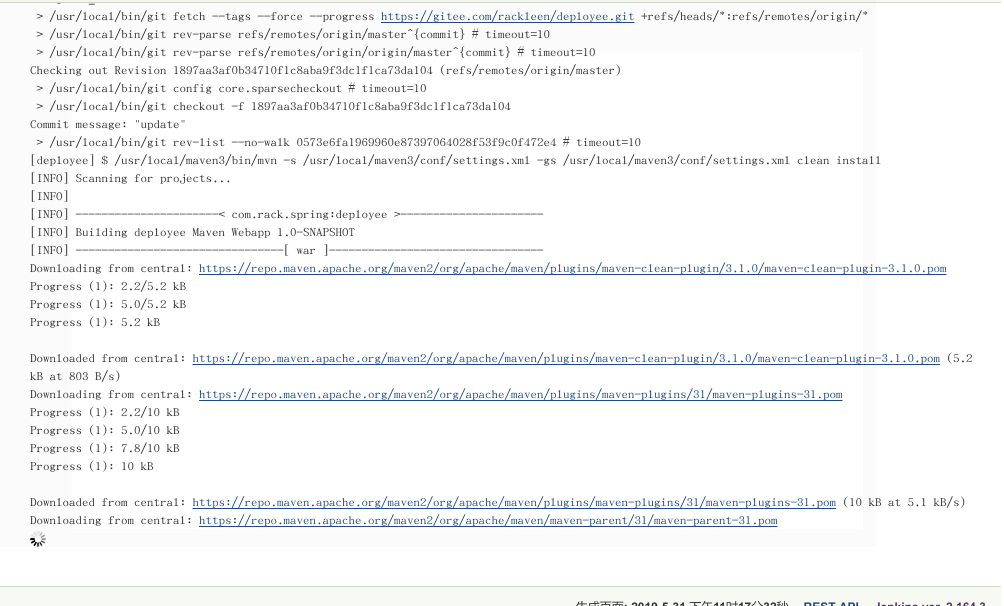 > /usr/local/bin/git fetch --tags --force --progress https://gitee.com/rackleen/deployee.git +refs/heads/*:refs/remotes/origin/*
> /usr/local/bin/git rev-parse refs/remotes/origin/master^{commit} # timeout=10
> /usr/local/bin/git rev-parse refs/remotes/origin/origin/master^{commit} # timeout=10
Checking out Revision 1897aa3af0b34710f1c8aba9f3dc1f1ca73da104 (refs/remotes/origin/master)
> /usr/local/bin/git config core.sparsecheckout # timeout=10
> /usr/local/bin/git checkout -f 1897aa3af0b34710f1c8aba9f3dc1f1ca73da104
Commit message: "update"
> /usr/local/bin/git rev-list --no-walk 0573e6fa1969960e87397064028f53f9c0f472e4 # timeout=10
[deployee] $ /usr/local/maven3/bin/mvn -s /usr/local/maven3/conf/settings.xml -gs /usr/local/maven3/conf/settings.xml clean install
[INFO] Scanning for projects...
[INFO]
[INFO] ----------------------< com.rack.spring:deployee >----------------------
[INFO] Building deployee Maven Webapp 1.0-SNAPSHOT
[INFO] --------------------------------[ war ]---------------------------------
Downloading from central: https://repo.maven.apache.org/maven2/org/apache/maven/plugins/maven-clean-plugin/3.1.0/maven-clean-plugin-3.1.0.pom
Progress (1): 2.2/5.2 kB
Progress (1): 5.0/5.2 kB
Progress (1): 5.2 kB
Downloaded from central: https://repo.maven.apache.org/maven2/org/apache/maven/plugins/maven-clean-plugin/3.1.0/maven-clean-plugin-3.1.0.pom (5.2
kB at 803 B/s)
Downloading from central: https://repo.maven.apache.org/maven2/org/apache/maven/plugins/maven-plugins/31/maven-plugins-31.pom
Progress (1): 2.2/10 kB
Progress (1): 5.0/10 kB
Progress (1): 7.8/10 kB
Progress (1): 10 kB
Downloaded from central: https://repo.maven.apache.org/maven2/org/apache/maven/plugins/maven-plugins/31/maven-plugins-31.pom (10 kB at 5.1 kB/s)
Downloading from central: https://repo.maven.apache.org/maven2/org/apache/maven/maven-parent/31/maven-parent-31.pom
生成页面: 2019-5-31 下午11时17分32秒 REST API Jenkins ver. 2.164.3